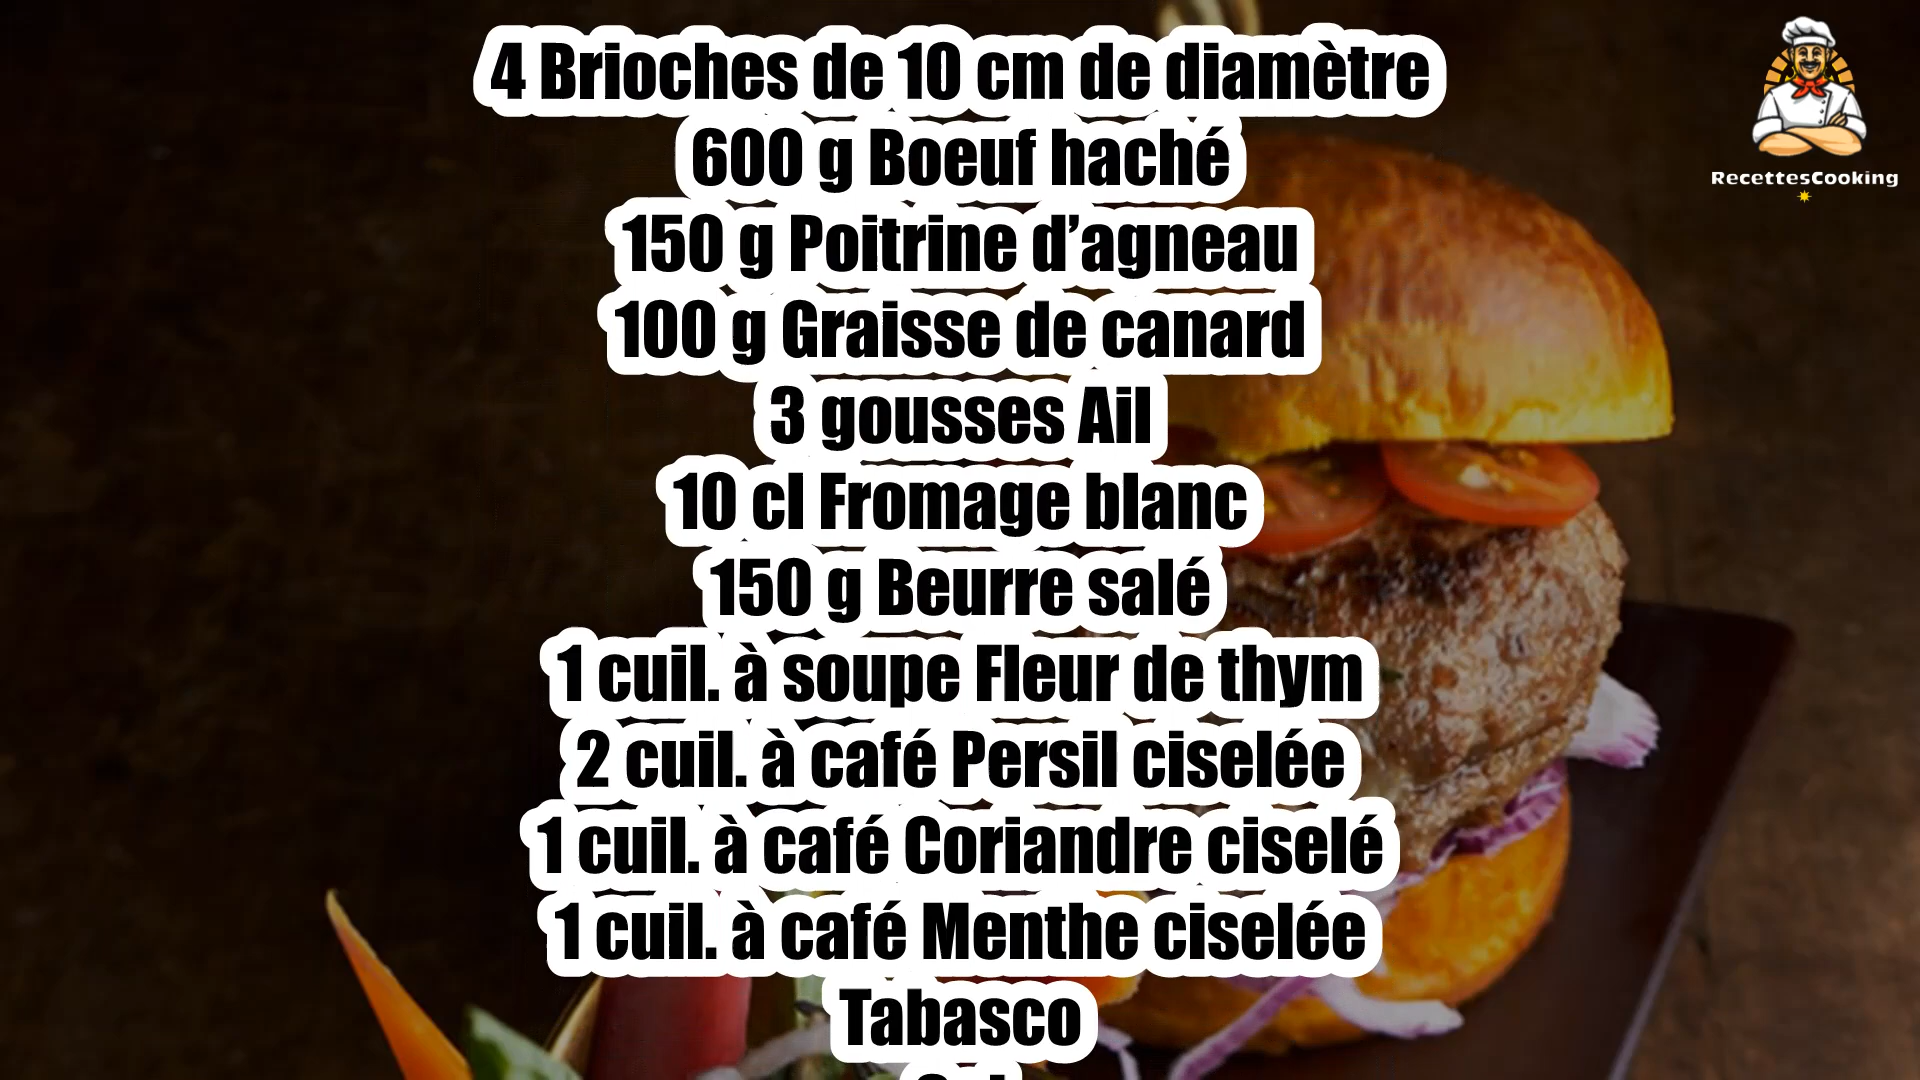 4 Brioches de 10 cm de diamètre
600 g Boeuf haché
150 g Poitrine d’agneau
100 g Graisse de canard
3 gousses Ail
10 cl Fromage blanc
150 g Beurre salé
1 cuil. à soupe Fleur de thym
2 cuil. à café Persil ciselée
1 cuil. à café Coriandre ciselé
1 cuil. à café Menthe ciselée
Tabasco
RecettesCooking